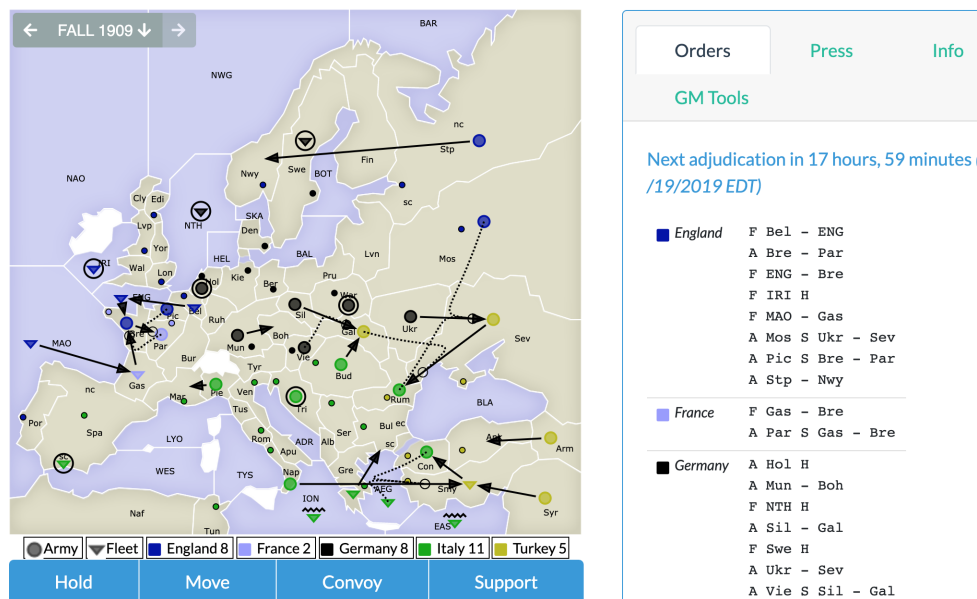 ← FALL 1909 ↓ →
BAR
NWG
nc
Stp
NAO
Nwy
Swe
Fin
BOT
sc
Cly Edi
SKA
NTH
Lvp
Den
Mos
Yor
IRI
Wal
HEL
BAL
Lvn
Lon
Hol
Kie
Ber
Pru
ENG
Bel
War
Pic
Ruh
Sil
Ukr
Bre
Gal
Sev
Par
Mun
Boh
MAO
Bur
Vie
Gas
Tyr
Bud
nc
Pie
Ven
Rum
Mar
Tri
BLA
Por
Tus
Spa
Ser
Bul ec
LYO
Rom
ADR
Alb
sc
Ank
Arm
Apu
Con
sc
WES
TYS
Nap
Gre
AEG
Smy
ION
Syr
Naf
Tun
EAS
Army Fleet England 8 France 2 Germany 8 Italy 11 Turkey 5
Hold Move Convoy Support
Orders Press Info
GM Tools
Next adjudication in 17 hours, 59 minutes (
/19/2019 EDT)
England F Bel - ENG
A Bre - Par
F ENG - Bre
F IRI H
F MAO - Gas
A Mos S Ukr - Sev
A Pic S Bre - Par
A Stp - Nwy
France F Gas - Bre
A Par S Gas - Bre
Germany A Hol H
A Mun - Boh
F NTH H
A Sil - Gal
F Swe H
A Ukr - Sev
A Vie S Sil - Gal